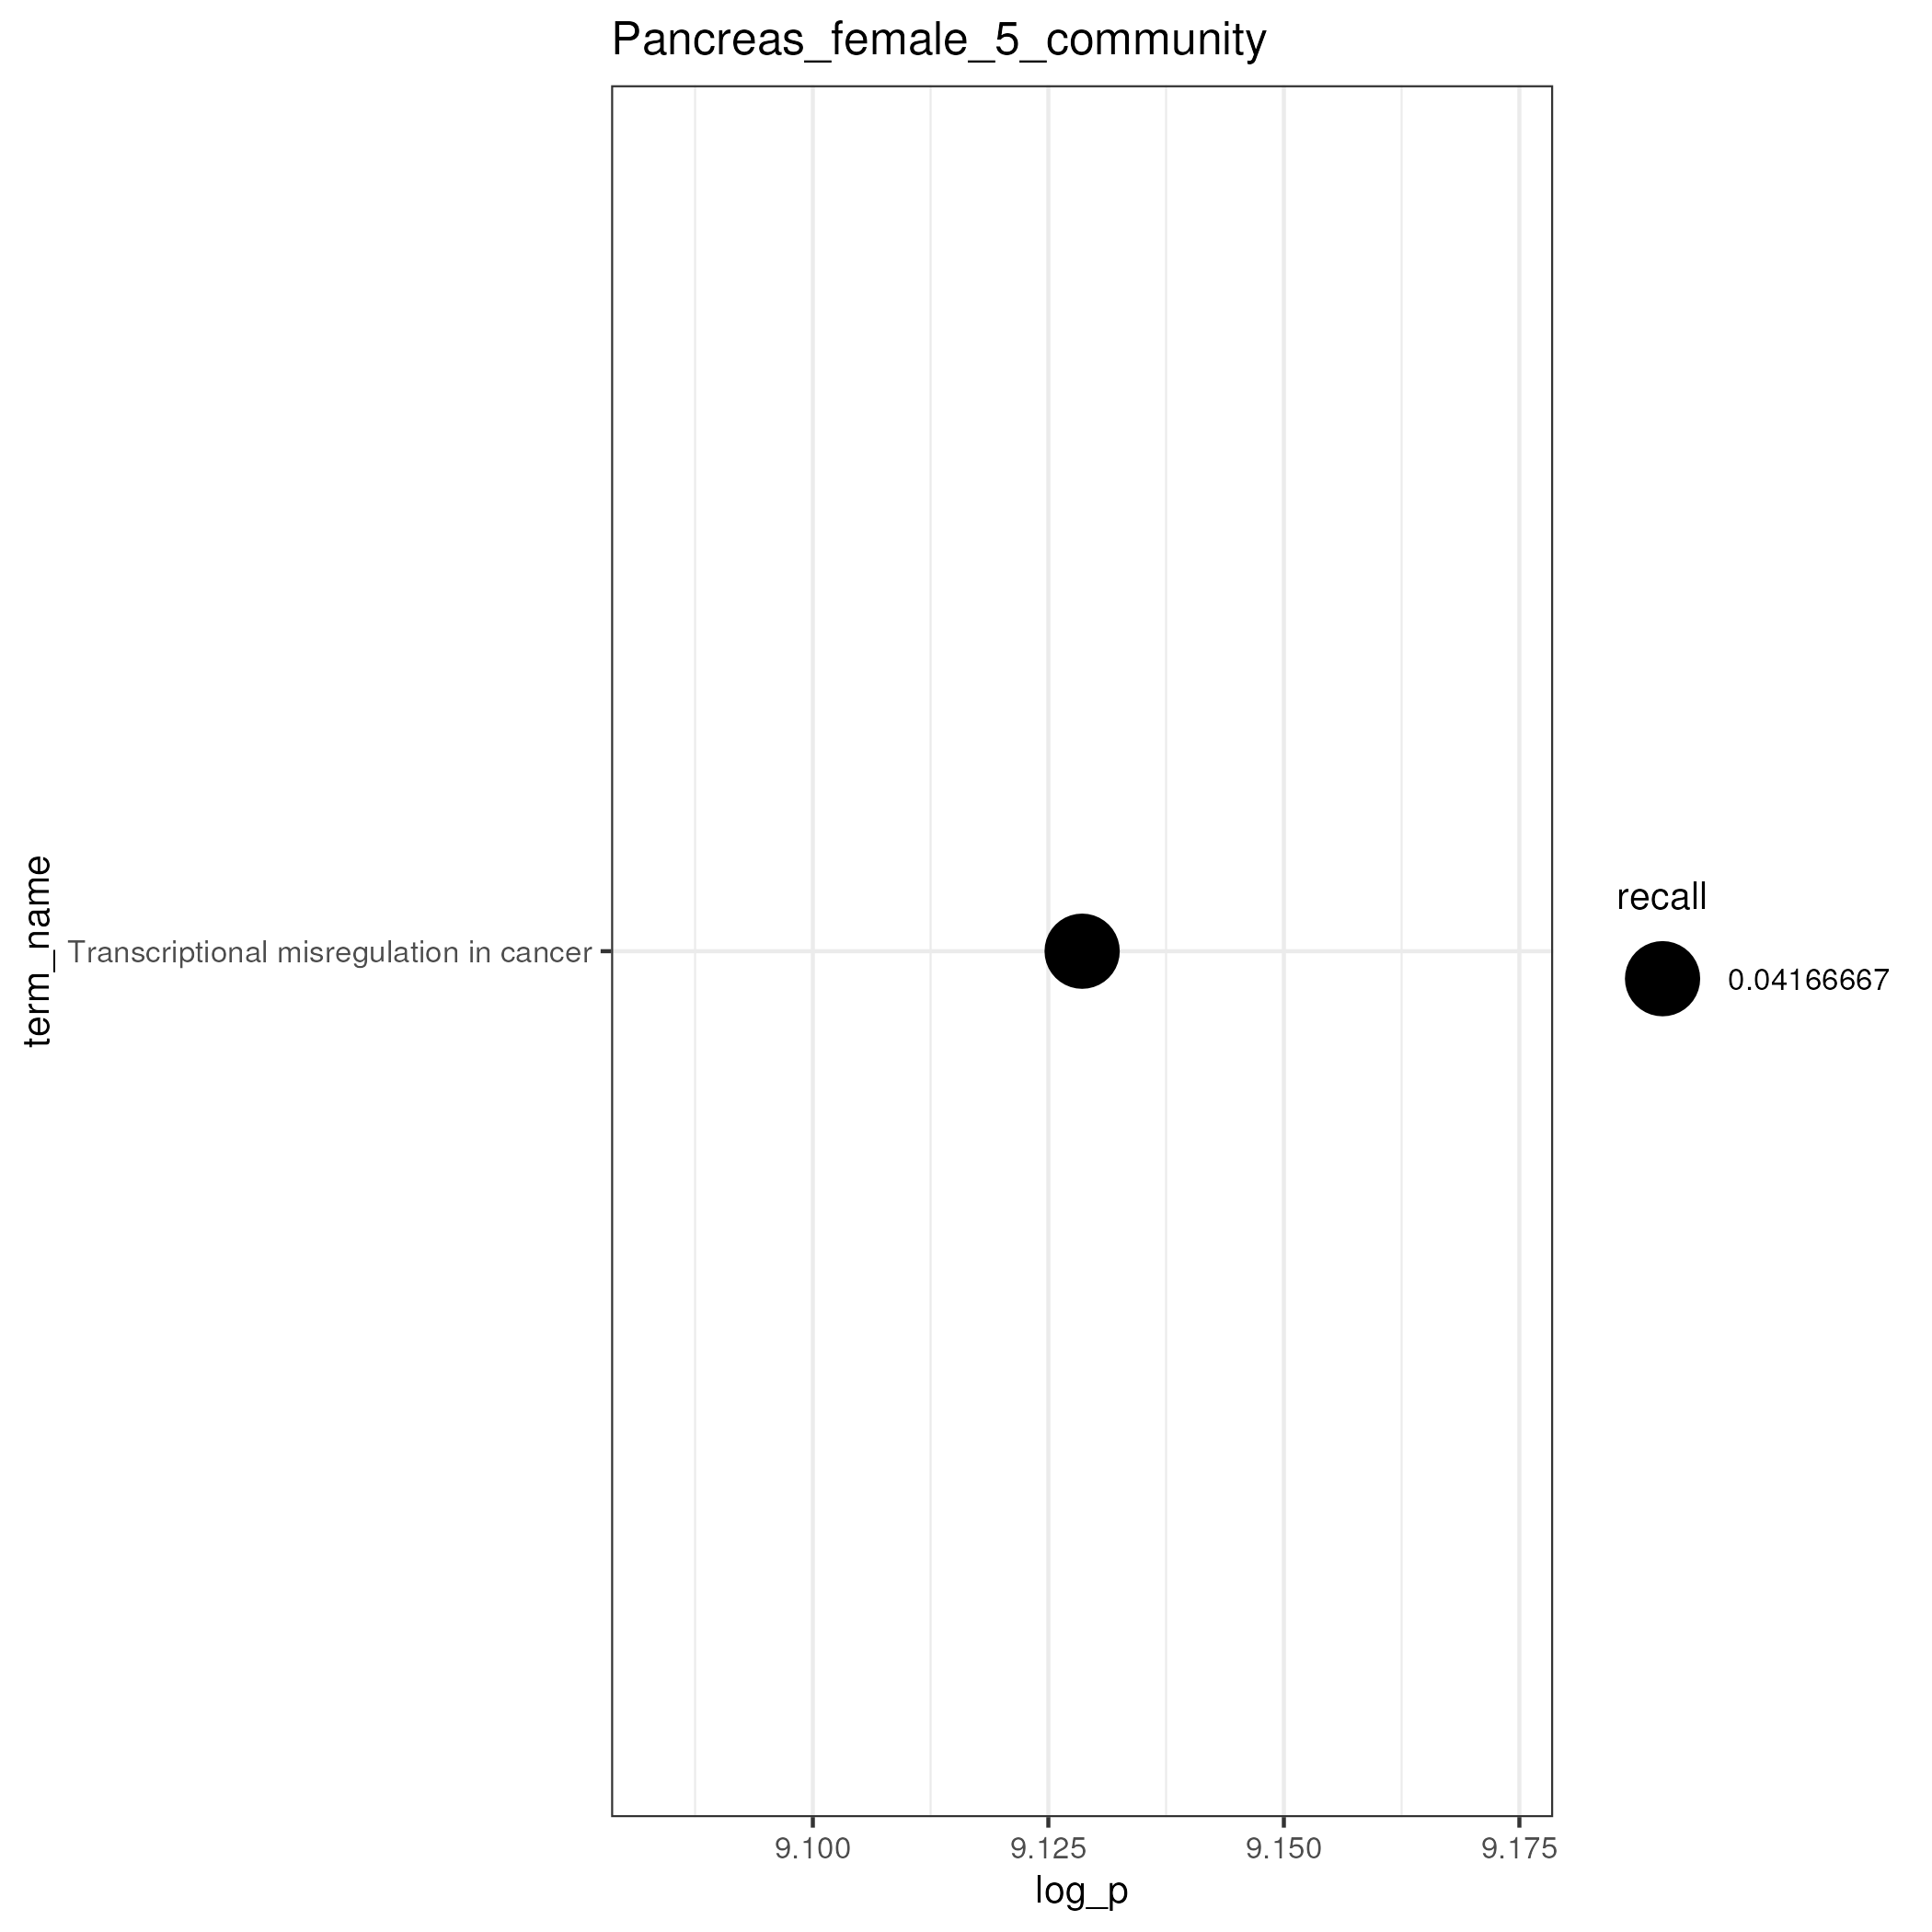 Pancreas_female_5_community
term_name
Transcriptional misregulation in cancer
recall
0.04166667
9.100 9.125 9.150 9.175
log_p